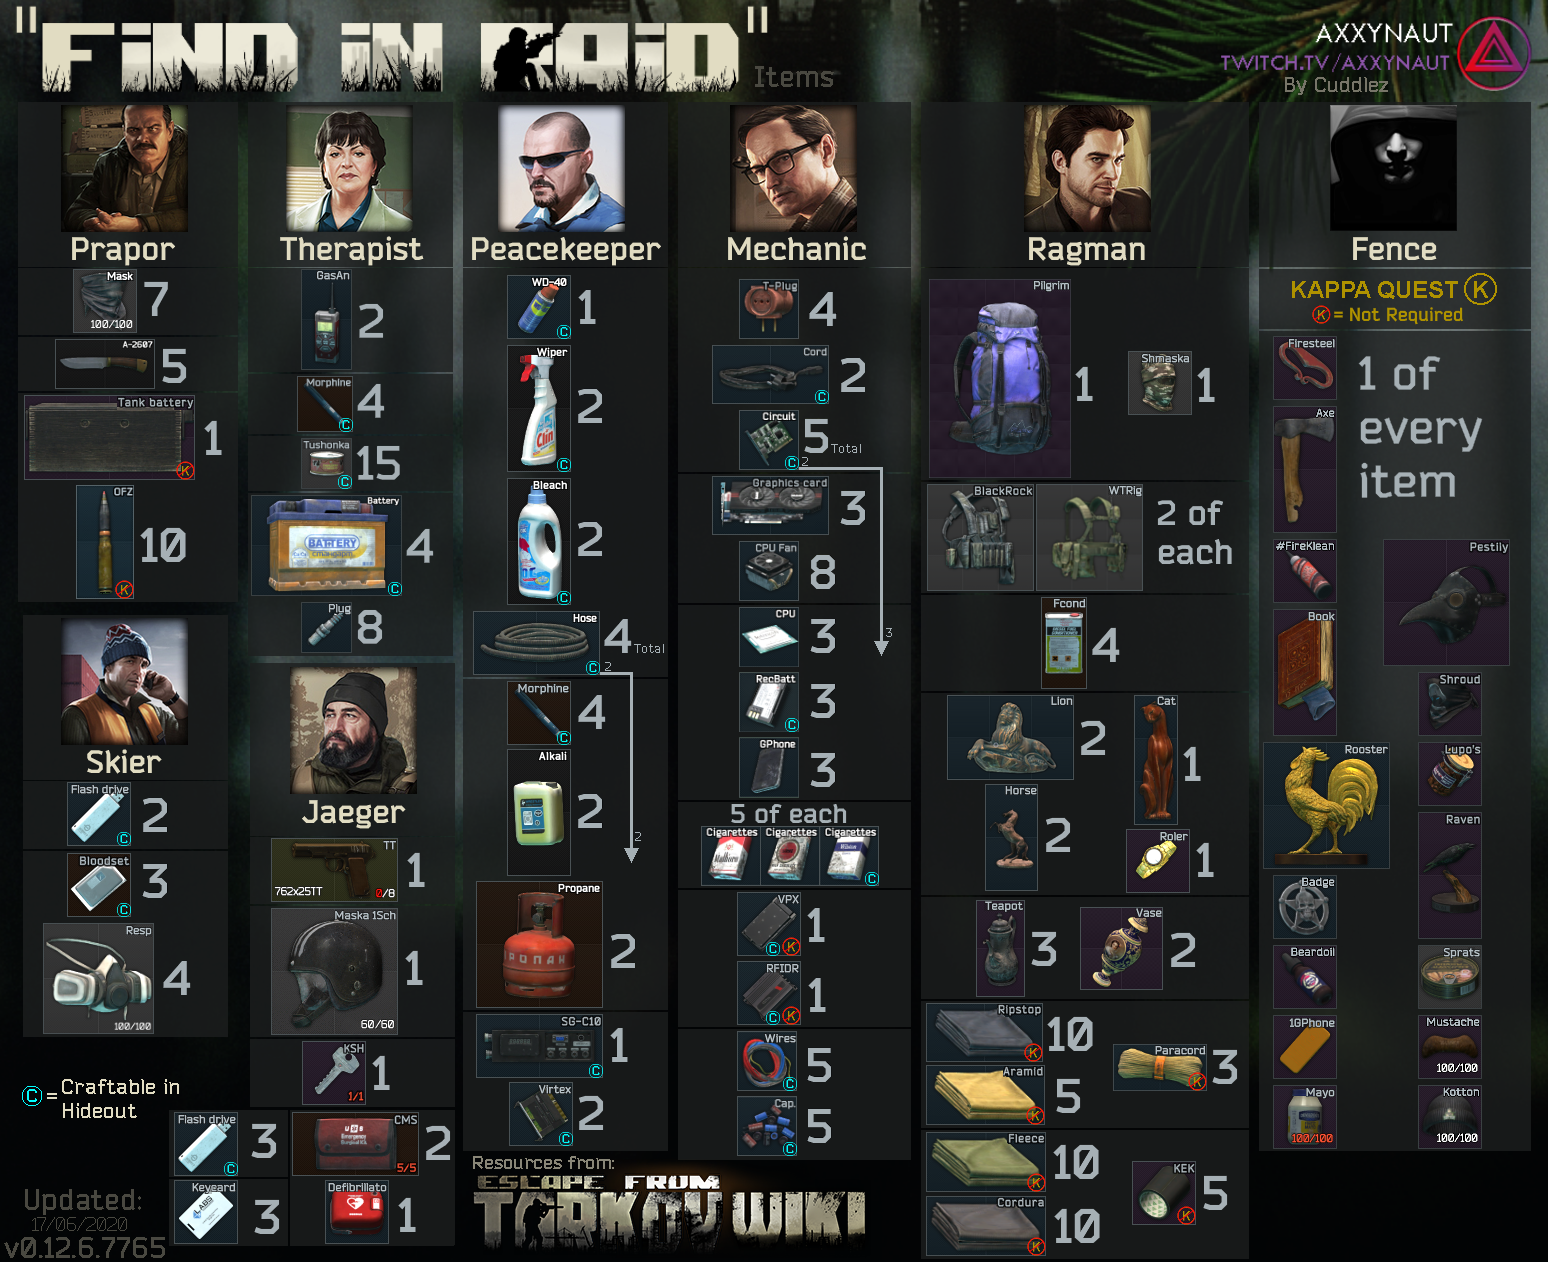 "FiND iN RAiD"
Items
AXXYNAUT
TWITCH.TV/AXXYNAUT
By Cuddlez
Prapor
Mask
100/100
7
A-2607
5
Tank battery
K
1
OFZ
K
10
Skier
Flash drive
C
2
Bloodset
C
3
Resp
100/100
4
C = Craftable in
Hideout
Updated:
17/06/2020
v0.12.6.7765
Therapist
GasAn
2
Morphine
C
4
Tushonka
C
15
Battery
BATTERY
C
4
Plug
8
Jaeger
TT
762x25TT
0/8
1
Maska 1Sch
60/60
1
KSH
1/1
1
Flash drive
C
3
CMS
5/5
2
Keycard
LABS
3
Defibrillato
1
Peacekeeper
WD-40
C
1
Wiper
Clin
C
2
Bleach
C
2
Hose
C
4 Total
2
Morphine
C
4
Alkali
2
2
Propane
ПРОПАН
2
SG-C10
C
1
Virtex
C
2
Resources from:
ESCAPE FROM
TARKOV WIKI
Mechanic
T-Plug
4
Cord
C
2
Circuit
C
5 Total
2
Graphics card
3
CPU Fan
8
3
CPU
3
RecBatt
C
3
GPhone
3
5 of each
Cigarettes
Cigarettes
Cigarettes
C
VPX
C K
1
RFIDR
C K
1
Wires
C
5
Cap.
C
5
Ragman
Pilgrim
1
Shmaska
1
BlackRock
WTRig
2 of
each
Fcond
4
Lion
2
Cat
1
Horse
2
Roler
1
Teapot
3
Vase
2
Ripstop
K
10
Paracord
K
3
Aramid
K
5
Fleece
K
10
KEK
K
5
Cordura
K
10
Fence
KAPPA QUEST K
K = Not Required
Firesteel
1 of
every
item
Axe
#FireKlean
Pestily
Book
Shroud
Rooster
Lupo's
Raven
Badge
Beardoil
Sprats
1GPhone
Mustache
100/100
Mayo
100/100
Kotton
100/100